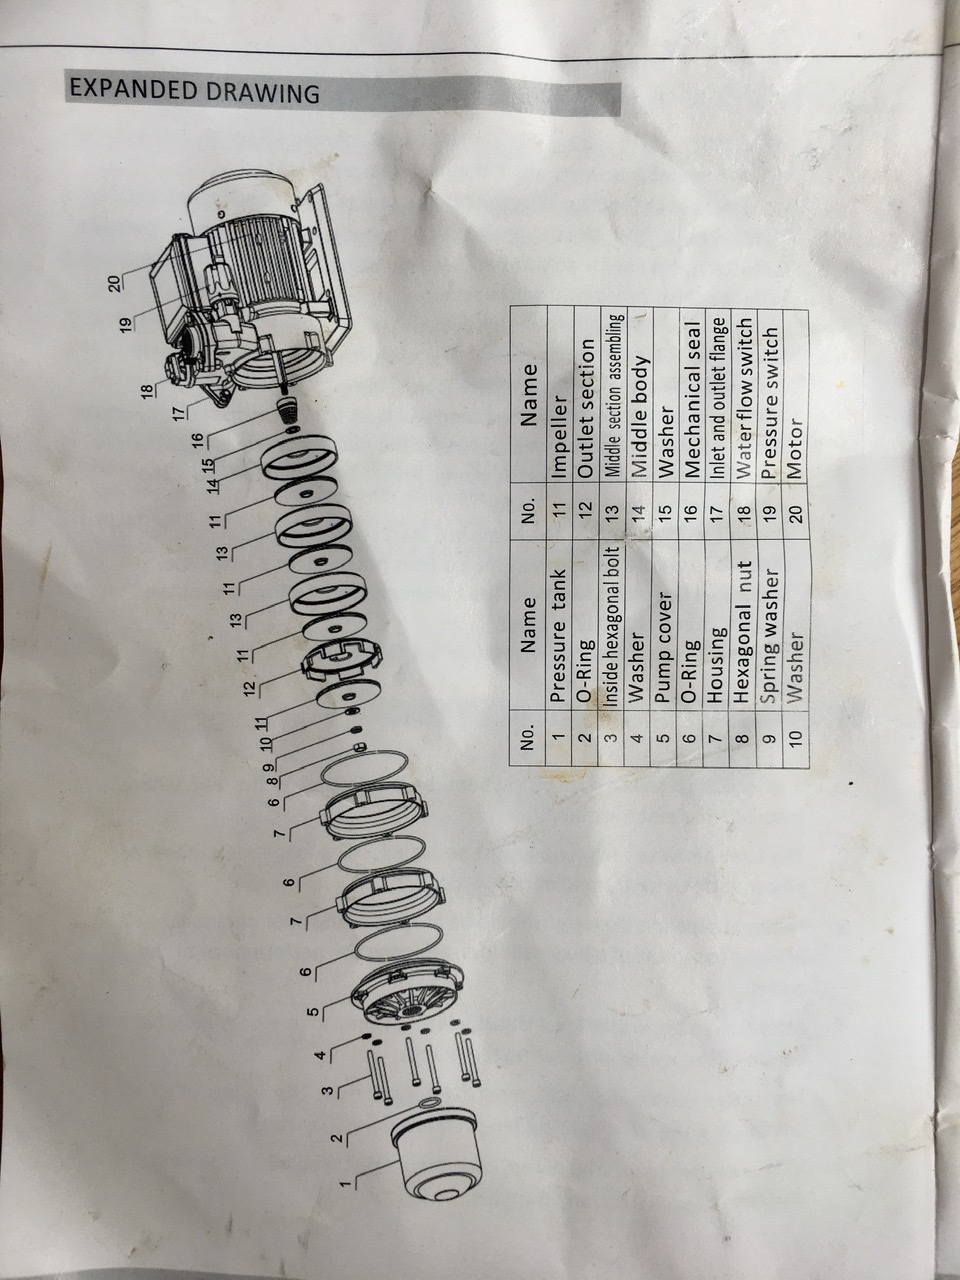 EXPANDED DRAWING
20
19
18
17
16
15
14
11
13
11
13
11
12
11
10
9
8
6
7
6
7
6
5
4
3
2
1
No. Name No. Name
1 Pressure tank 11 Impeller
2 O-Ring 12 Outlet section
3 Inside hexagonal bolt 13 Middle section assembling
4 Washer 14 Middle body
5 Pump cover 15 Washer
6 O-Ring 16 Mechanical seal
7 Housing 17 Inlet and outlet flange
8 Hexagonal nut 18 Water flow switch
9 Spring washer 19 Pressure switch
10 Washer 20 Motor